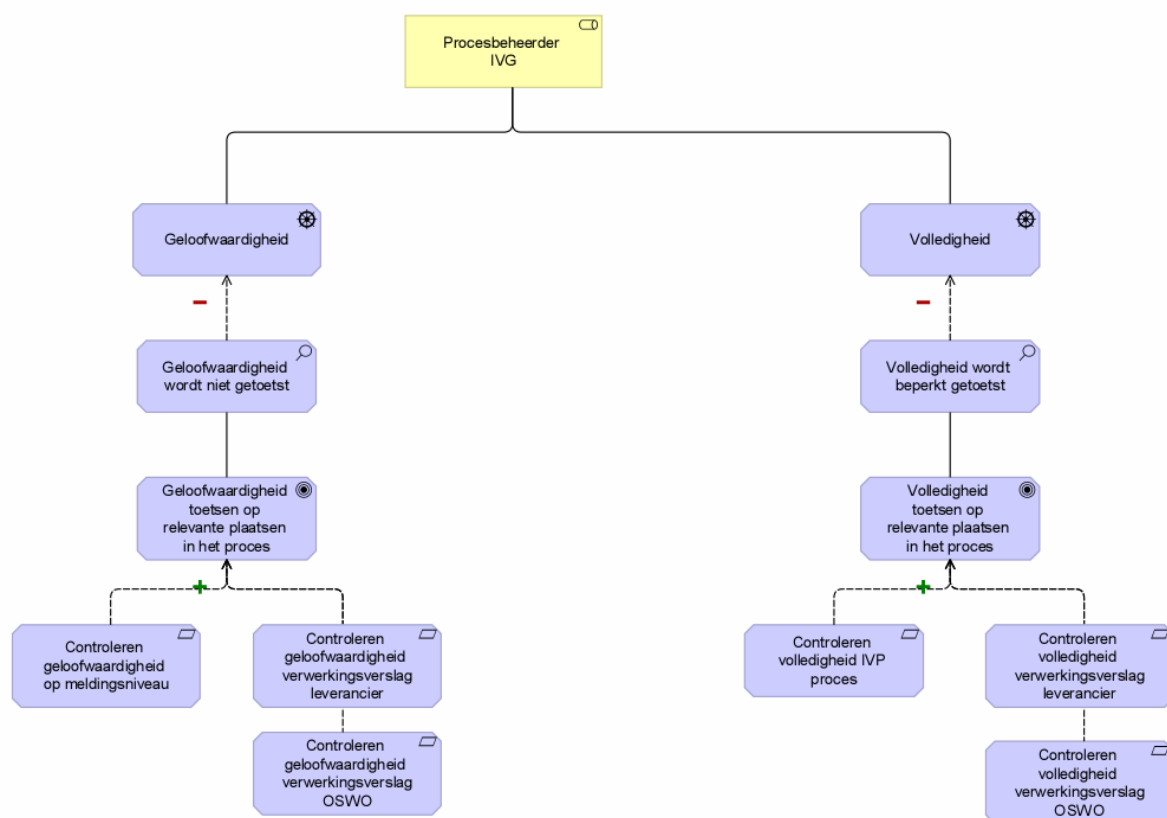 Procesbeheerder
IVG
Geloofwaardigheid
Volledigheid
−
−
Geloofwaardigheid
wordt niet getoetst
Volledigheid wordt
beperkt getoetst
Geloofwaardigheid
toetsen op
relevante plaatsen
in het proces
Volledigheid
toetsen op
relevante plaatsen
in het proces
+
+
Controleren
geloofwaardigheid
op meldingsniveau
Controleren
geloofwaardigheid
verwerkingsverslag
leverancier
Controleren
volledigheid IVP
proces
Controleren
volledigheid
verwerkingsverslag
leverancier
Controleren
geloofwaardigheid
verwerkingsverslag
OSWO
Controleren
volledigheid
verwerkingsverslag
OSWO